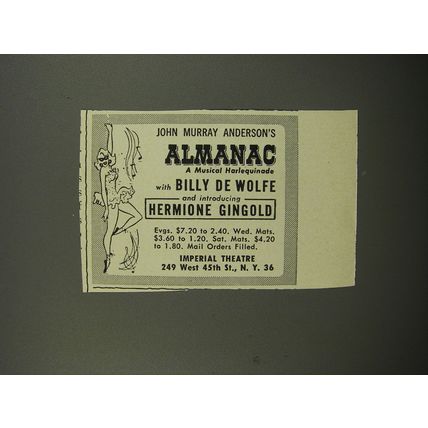 JOHN MURRAY ANDERSON'S
ALMANAC
A Musical Harlequinade
with BILLY DE WOLFE
and introducing
HERMIONE GINGOLD
Evgs. $7.20 to 2.40. Wed. Mats.
$3.60 to 1.20. Sat. Mats. $4.20
to 1.80. Mail Orders Filled.
IMPERIAL THEATRE
249 West 45th St., N. Y. 36